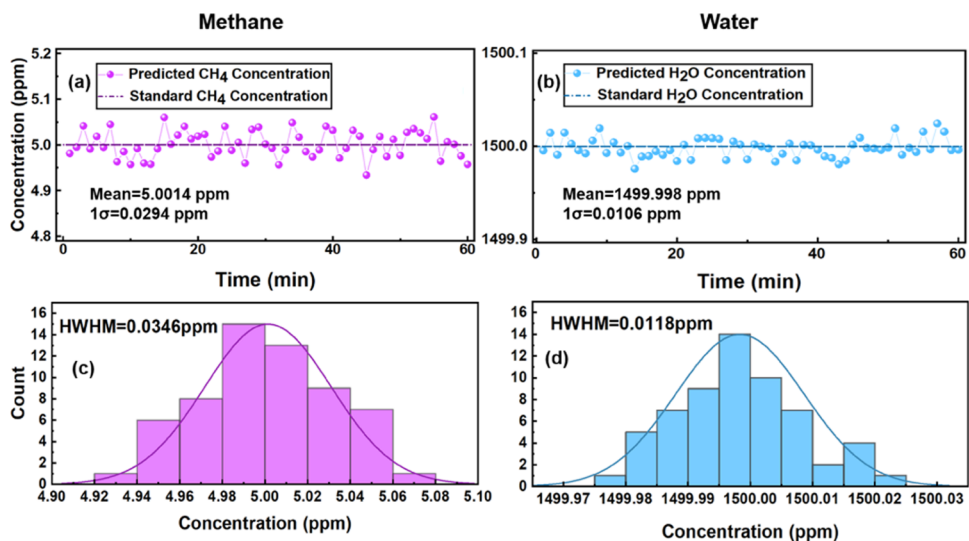 Methane
Water
5.2
5.1
5.0
4.9
4.8
Concentration (ppm)
(a)
Predicted CH₄ Concentration
Standard CH₄ Concentration
Mean=5.0014 ppm
1σ=0.0294 ppm
0 20 40 60
Time (min)
1500.1
1500.0
1499.9
(b)
Predicted H₂O Concentration
Standard H₂O Concentration
Mean=1499.998 ppm
1σ=0.0106 ppm
0 20 40 60
Time (min)
16
14
12
10
8
6
4
2
0
Count
HWHM=0.0346ppm
(c)
4.90 4.92 4.94 4.96 4.98 5.00 5.02 5.04 5.06 5.08 5.10
Concentration (ppm)
16
14
12
10
8
6
4
2
0
HWHM=0.0118ppm
(d)
1499.97 1499.98 1499.99 1500.00 1500.01 1500.02 1500.03
Concentration (ppm)